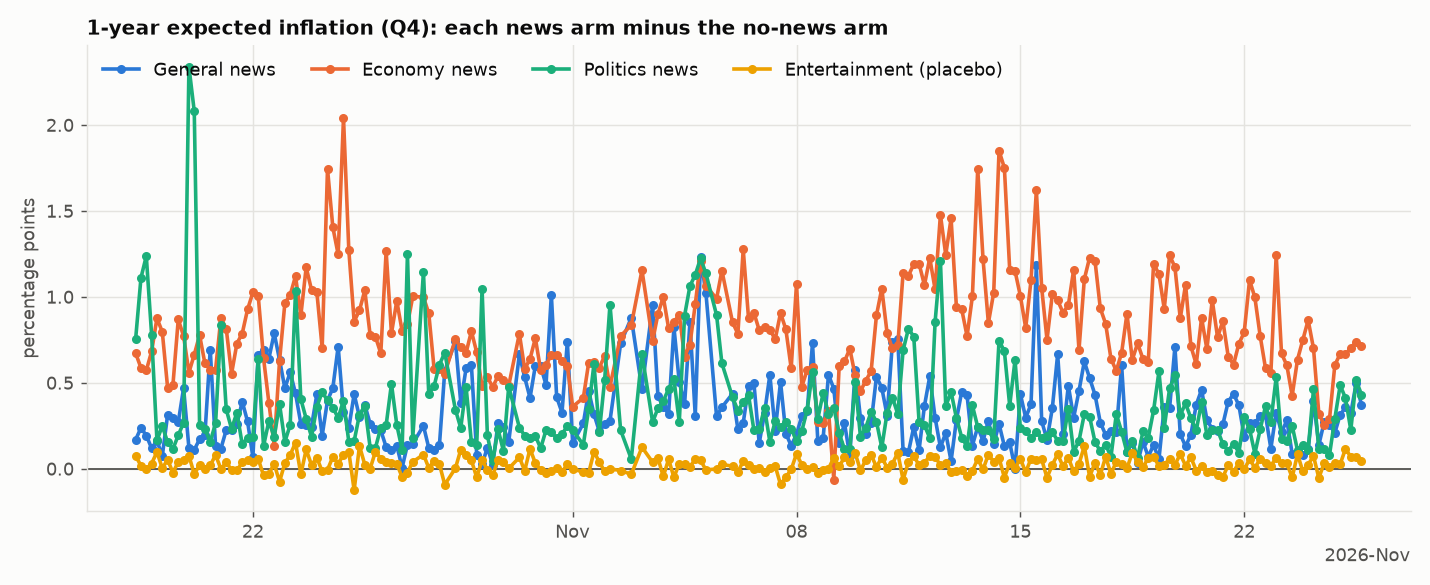 1-year expected inflation (Q4): each news arm minus the no-news arm
General news Economy news Politics news Entertainment (placebo)
percentage points
2.0
1.5
1.0
0.5
0.0
22 Nov 08 15 22
2026-Nov